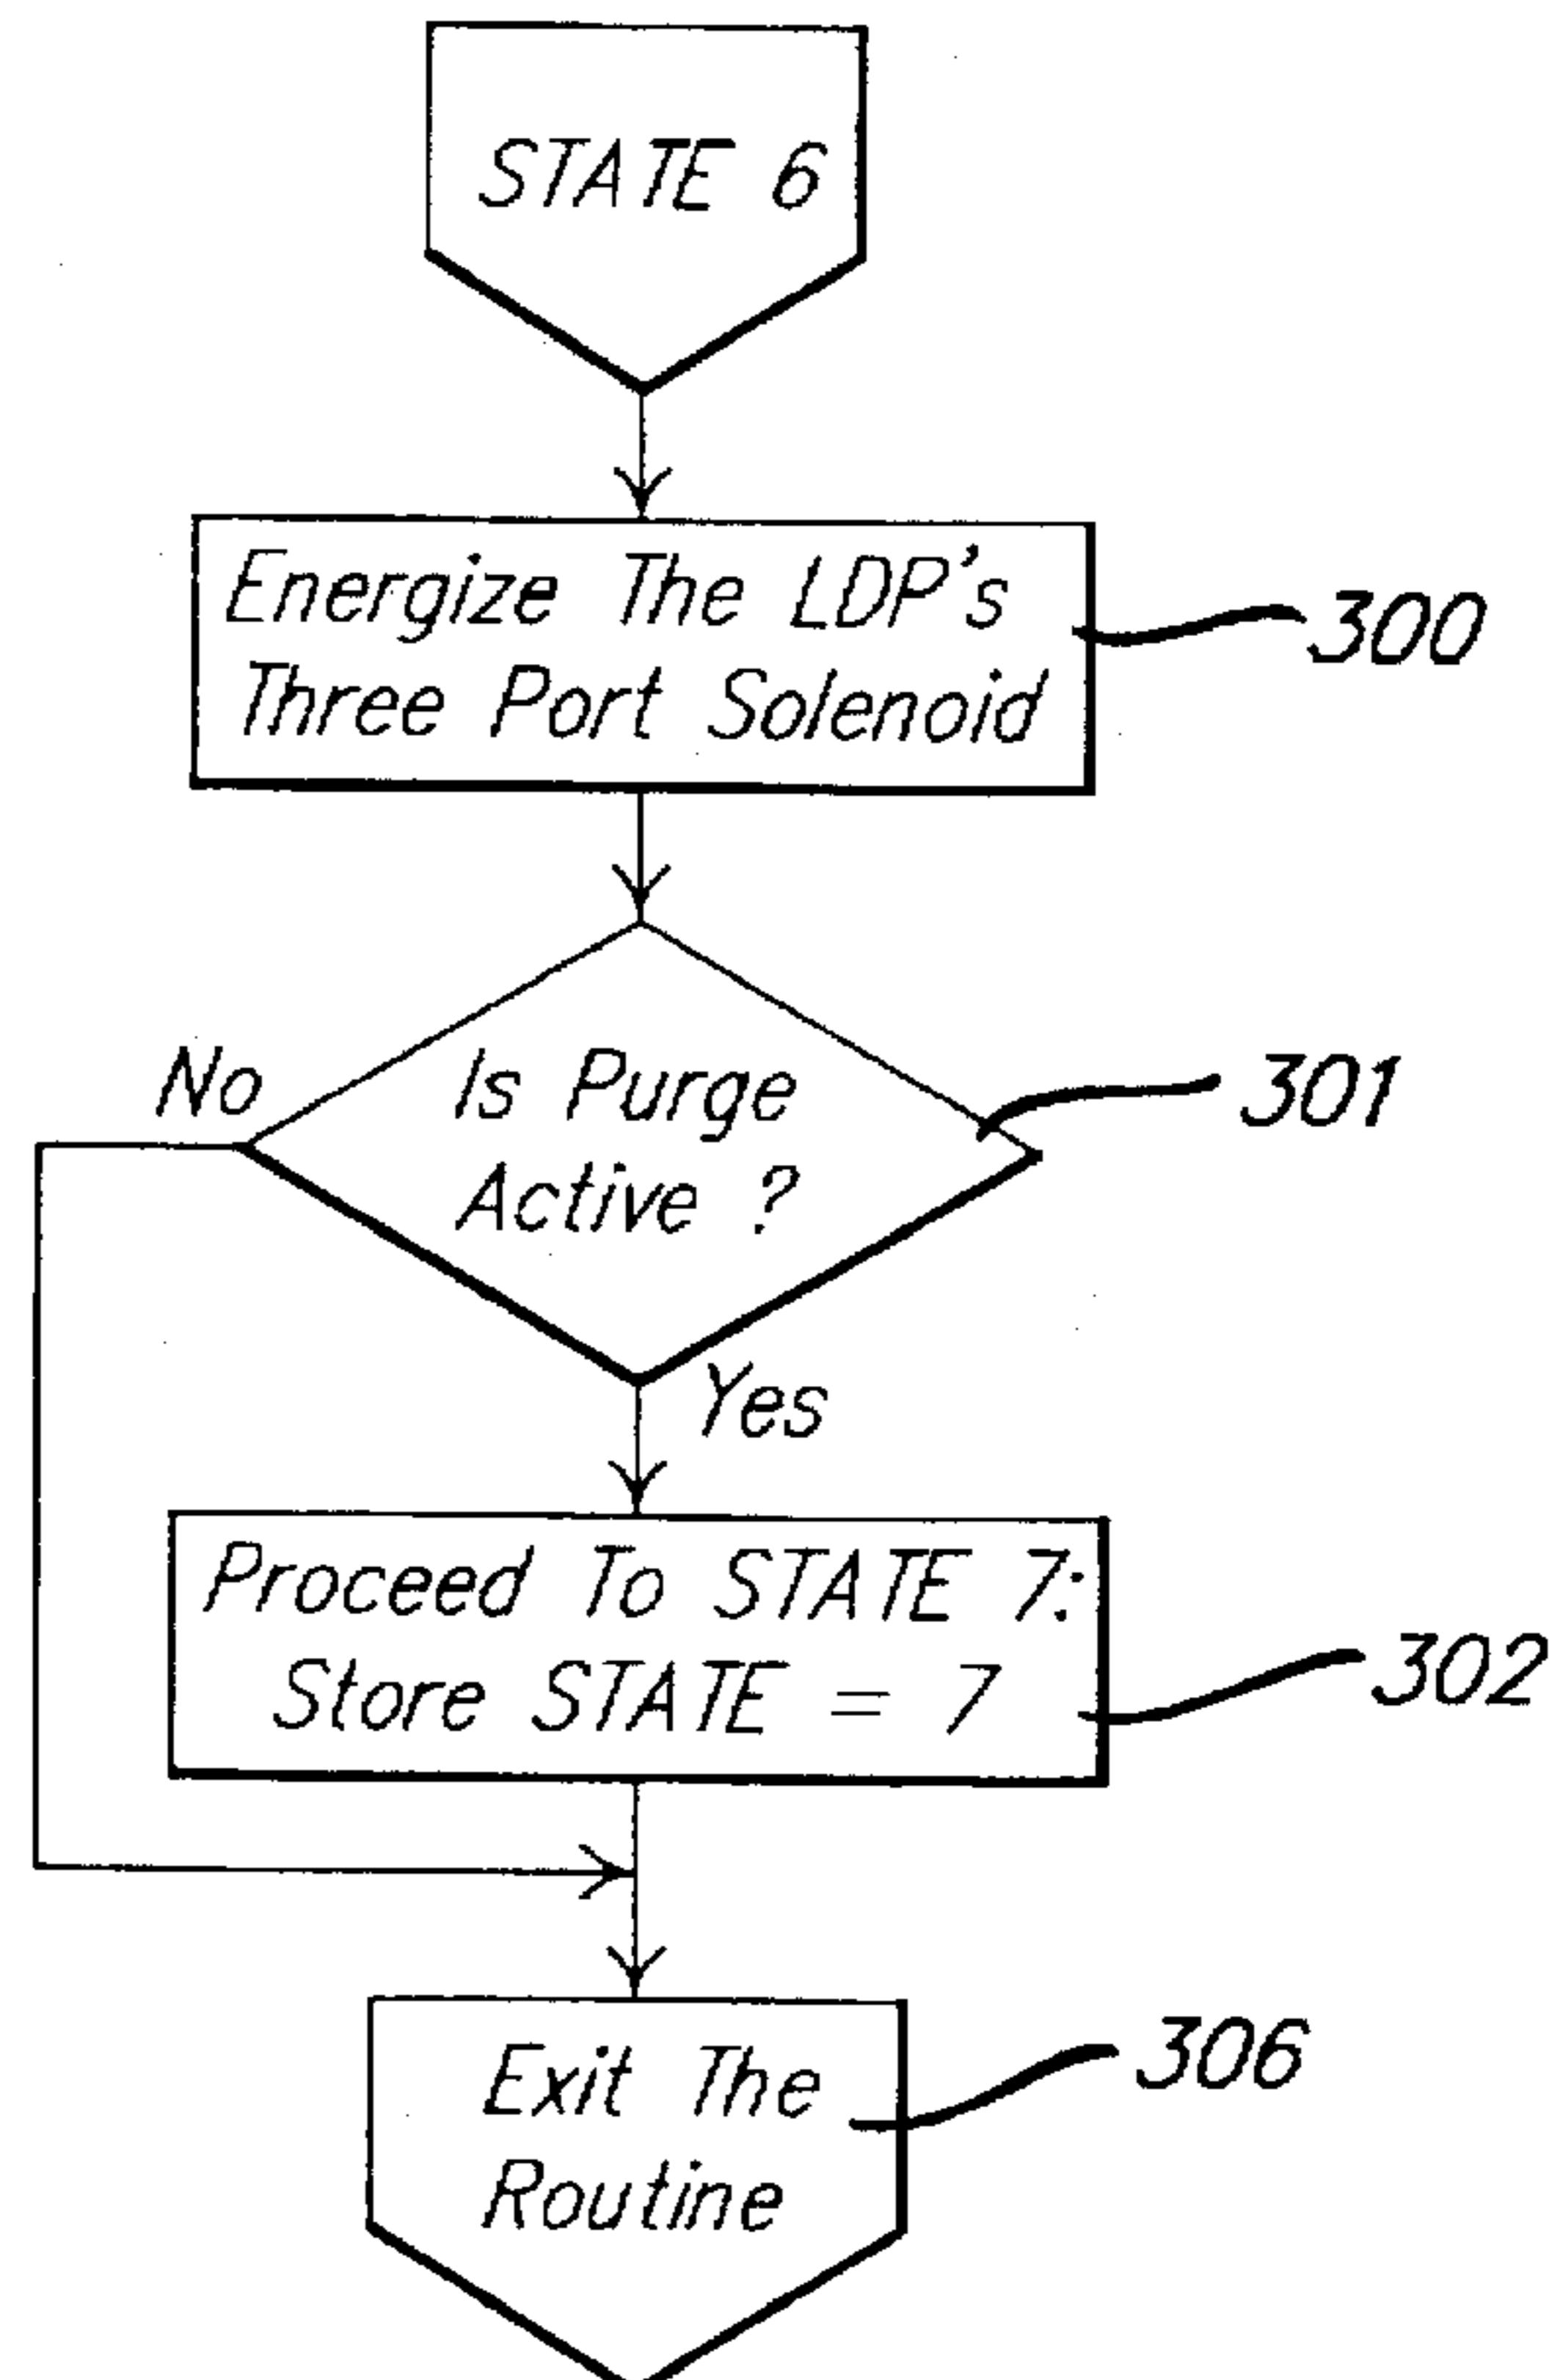 STATE 6
Energize The LDP's
Three Port Solenoid
300
No
Is Purge
Active ?
301
Yes
Proceed To STATE 7:
Store STATE = 7
302
Exit The
Routine
306